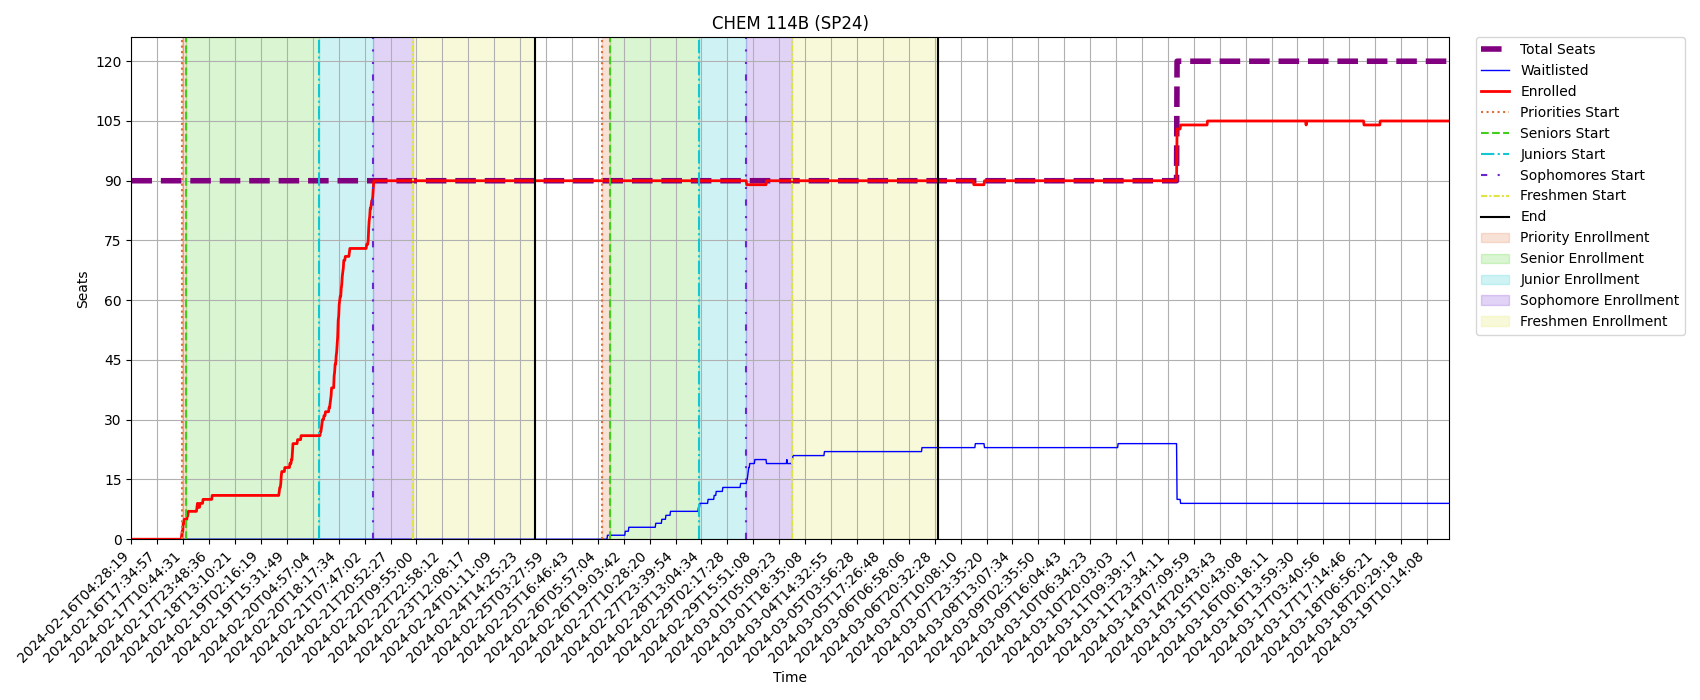 CHEM 114B (SP24)
Seats
120
105
90
75
60
45
30
15
0
2024-02-16T04:28:19
2024-02-16T17:34:57
2024-02-17T10:44:31
2024-02-17T23:48:36
2024-02-18T13:10:21
2024-02-19T02:16:19
2024-02-19T15:31:49
2024-02-20T04:57:04
2024-02-20T18:17:34
2024-02-21T07:47:02
2024-02-21T20:52:27
2024-02-22T09:55:00
2024-02-22T22:58:12
2024-02-23T12:08:17
2024-02-24T01:11:09
2024-02-24T14:25:23
2024-02-25T03:27:59
2024-02-25T16:46:43
2024-02-26T05:57:04
2024-02-26T19:03:42
2024-02-27T10:28:20
2024-02-27T23:39:54
2024-02-28T13:04:34
2024-02-29T02:17:28
2024-02-29T15:51:08
2024-03-01T05:09:23
2024-03-01T18:35:08
2024-03-04T14:32:55
2024-03-05T03:56:28
2024-03-05T17:26:48
2024-03-06T06:58:06
2024-03-06T20:32:28
2024-03-07T10:08:10
2024-03-07T23:35:20
2024-03-08T13:07:34
2024-03-09T02:35:50
2024-03-09T16:04:43
2024-03-10T06:34:23
2024-03-10T20:03:03
2024-03-11T09:39:17
2024-03-11T23:34:11
2024-03-14T07:09:59
2024-03-14T20:43:43
2024-03-15T10:43:08
2024-03-16T00:18:11
2024-03-16T13:59:30
2024-03-17T03:40:56
2024-03-17T17:14:46
2024-03-18T06:56:21
2024-03-18T20:29:18
2024-03-19T10:14:08
Time
Total Seats
Waitlisted
Enrolled
Priorities Start
Seniors Start
Juniors Start
Sophomores Start
Freshmen Start
End
Priority Enrollment
Senior Enrollment
Junior Enrollment
Sophomore Enrollment
Freshmen Enrollment